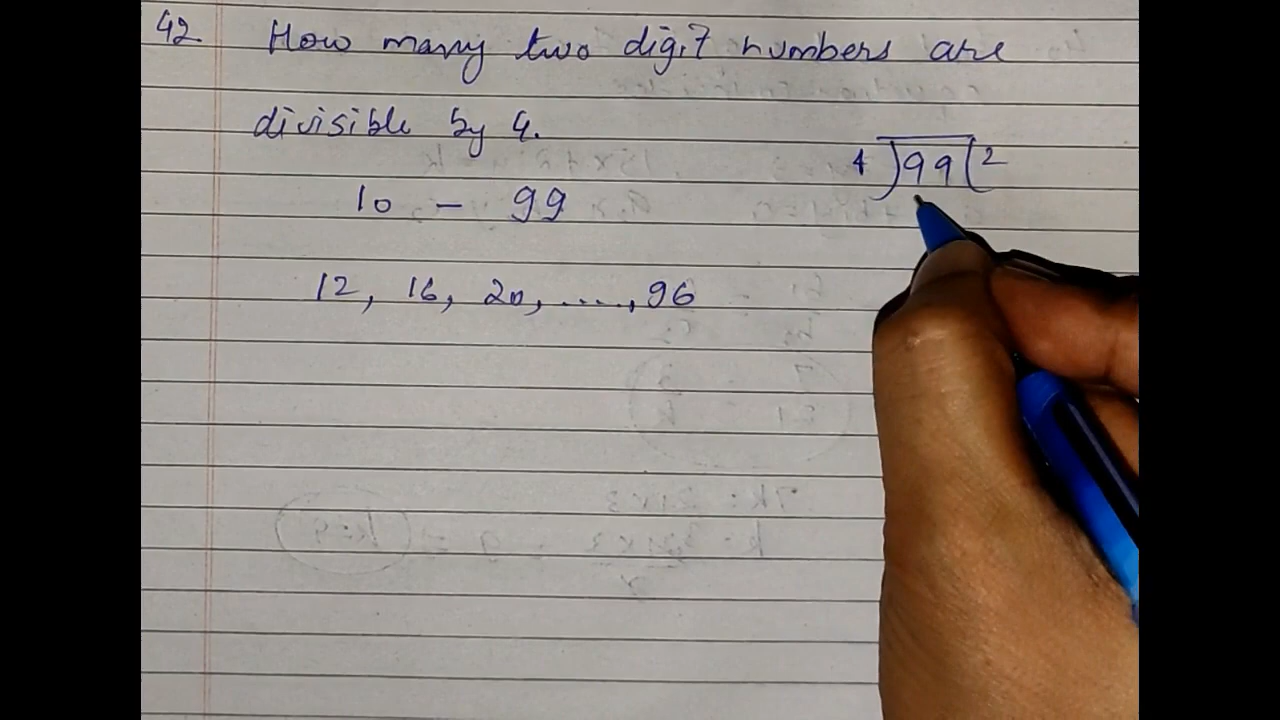 42. How many two digit numbers are
divisible by 4.
4)99(2
10 - 99
12, 16, 20, ...., 96